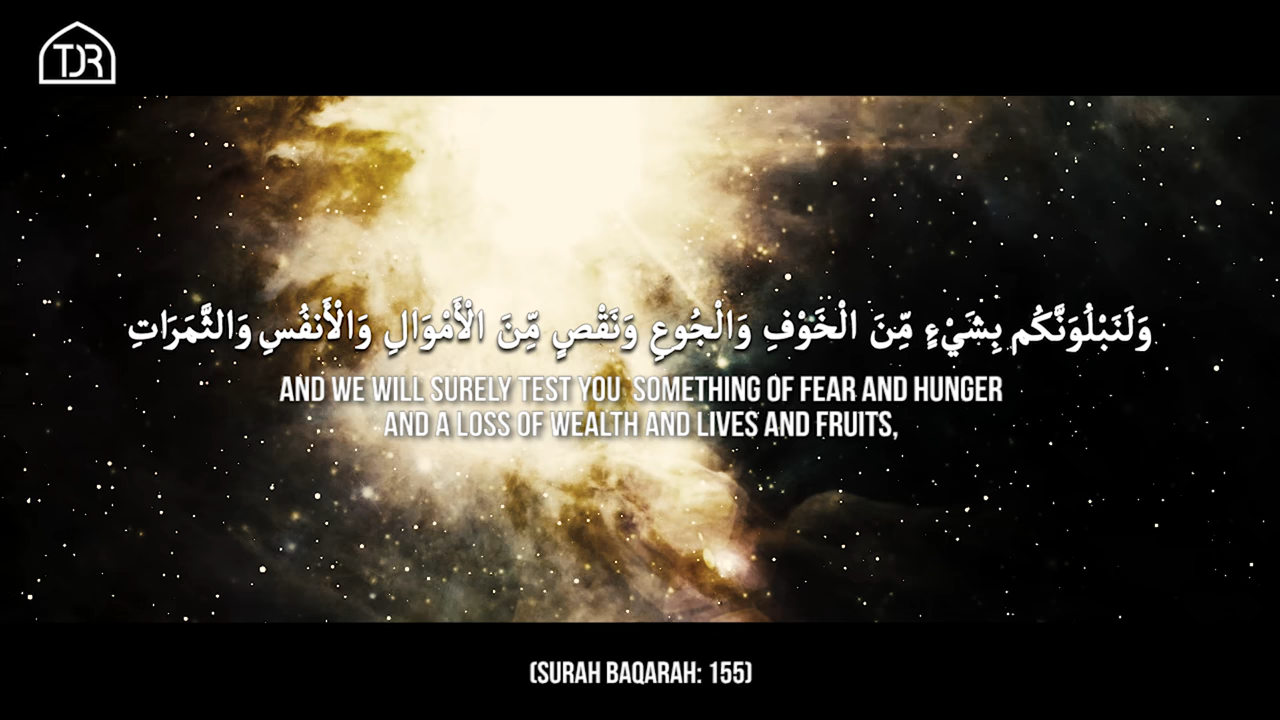 TDR
وَلَنَبْلُوَنَّكُم بِشَيْءٍ مِّنَ الْخَوْفِ وَالْجُوعِ وَنَقْصٍ مِّنَ الْأَمْوَالِ وَالْأَنفُسِ وَالثَّمَرَاتِ
AND WE WILL SURELY TEST YOU SOMETHING OF FEAR AND HUNGER
AND A LOSS OF WEALTH AND LIVES AND FRUITS,
(SURAH BAQARAH: 155)